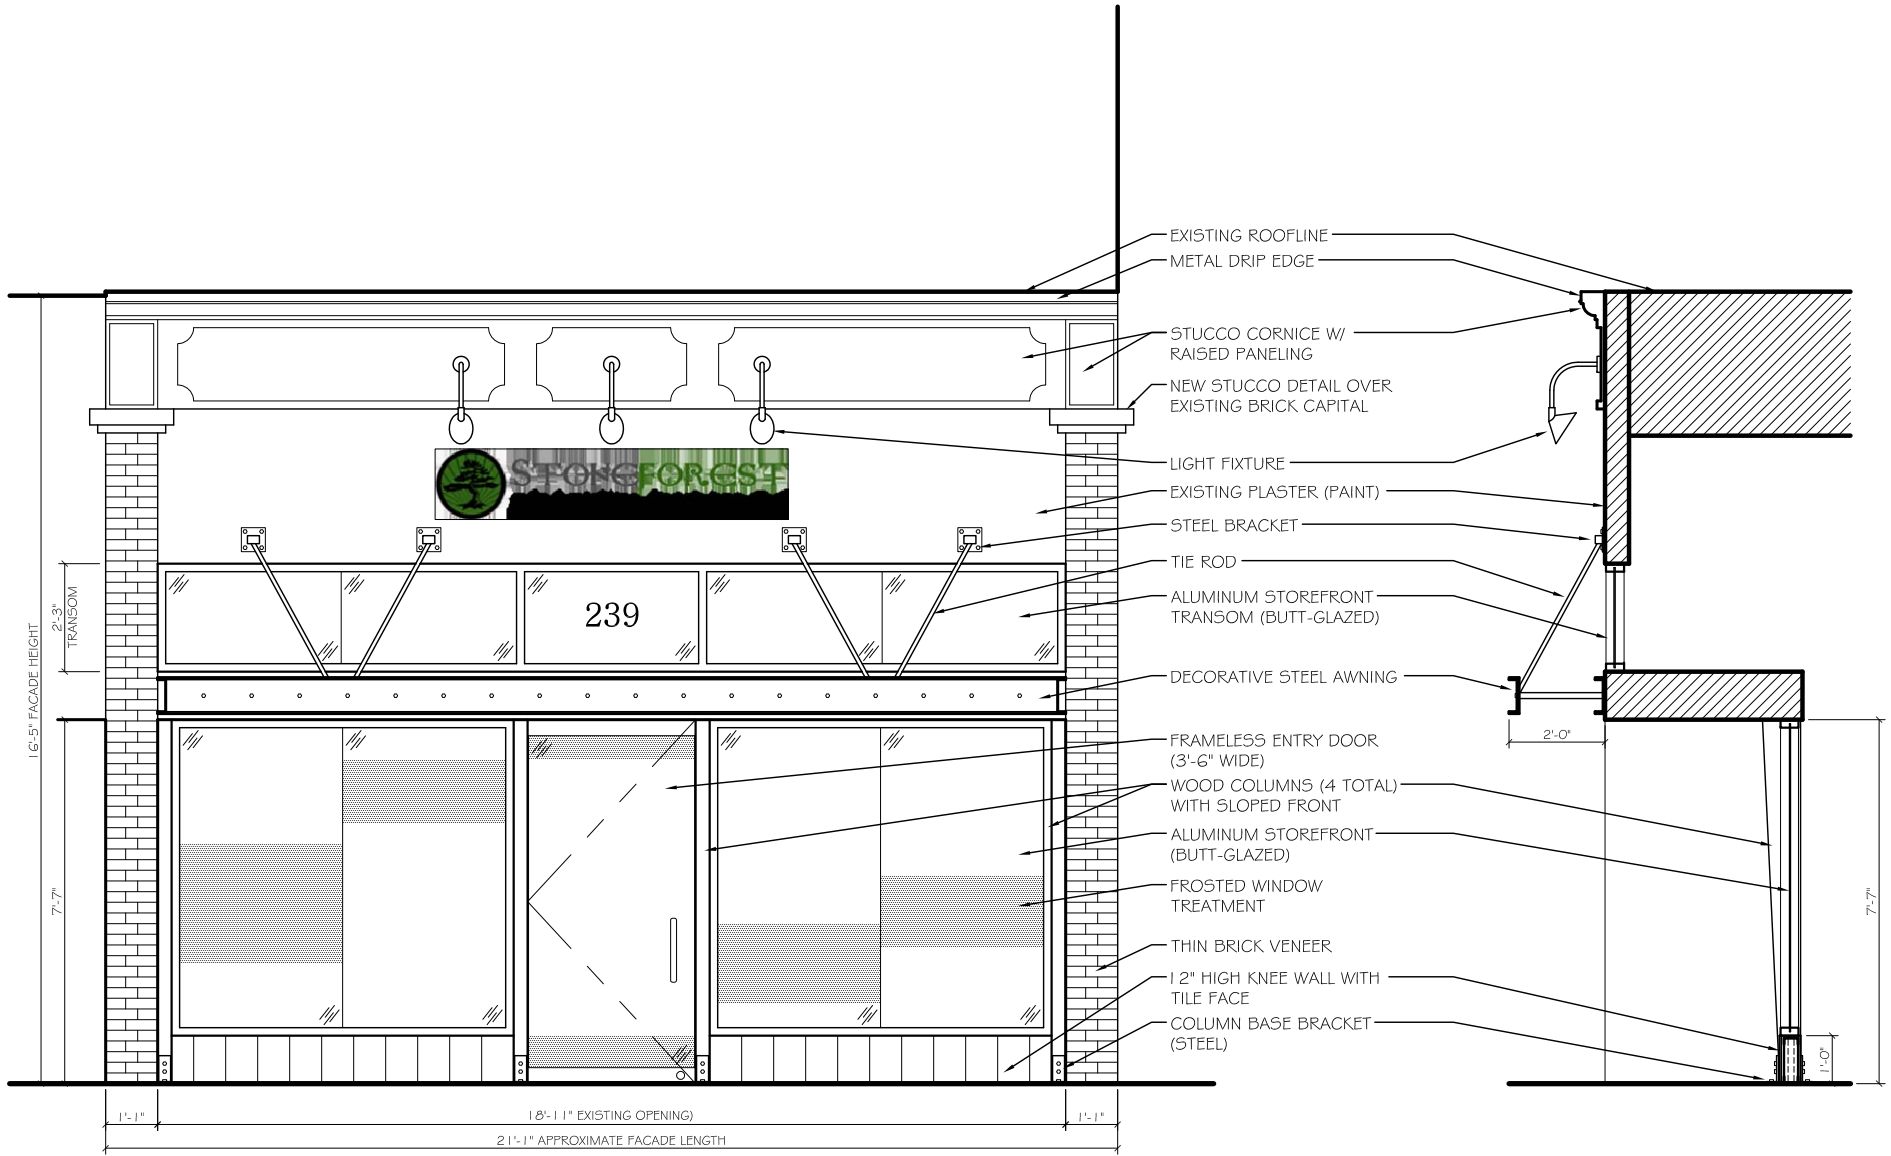 EXISTING ROOFLINE
METAL DRIP EDGE
STUCCO CORNICE W/
RAISED PANELING
NEW STUCCO DETAIL OVER
EXISTING BRICK CAPITAL
STONEFOREST
LIGHT FIXTURE
EXISTING PLASTER (PAINT)
STEEL BRACKET
TIE ROD
2'-3"
TRANSOM
239
ALUMINUM STOREFRONT
TRANSOM (BUTT-GLAZED)
16'-5" FACADE HEIGHT
DECORATIVE STEEL AWNING
2'-0"
FRAMELESS ENTRY DOOR
(3'-6" WIDE)
WOOD COLUMNS (4 TOTAL)
WITH SLOPED FRONT
ALUMINUM STOREFRONT
(BUTT-GLAZED)
7'-7"
FROSTED WINDOW
TREATMENT
7'-7"
THIN BRICK VENEER
12" HIGH KNEE WALL WITH
TILE FACE
COLUMN BASE BRACKET
(STEEL)
1'-0"
1'-1"
18'-11" EXISTING OPENING)
1'-1"
21'-1" APPROXIMATE FACADE LENGTH